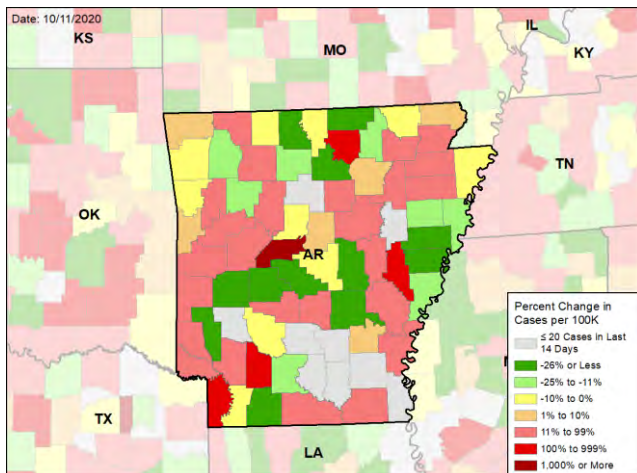 Date: 10/11/2020
KS
MO
IL
KY
OK
AR
TN
TX
LA
Percent Change in
Cases per 100K
≤ 20 Cases in Last
14 Days
-26% or Less
-25% to -11%
-10% to 0%
1% to 10%
11% to 99%
100% to 999%
1,000% or More